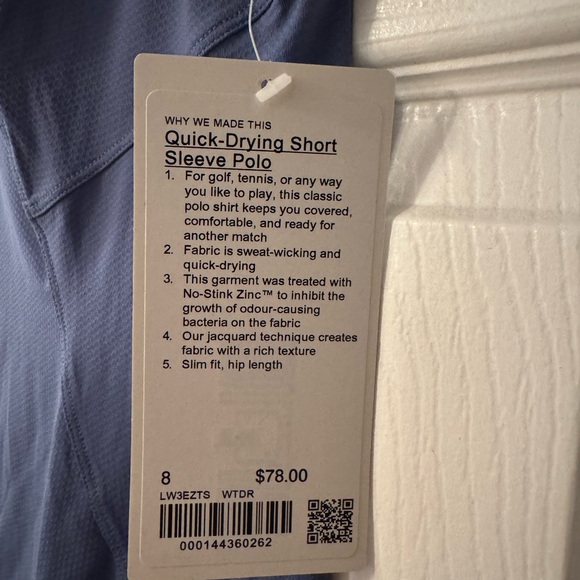 WHY WE MADE THIS
Quick-Drying Short
Sleeve Polo
1. For golf, tennis, or any way
you like to play, this classic
polo shirt keeps you covered,
comfortable, and ready for
another match
2. Fabric is sweat-wicking and
quick-drying
3. This garment was treated with
No-Stink Zinc™ to inhibit the
growth of odour-causing
bacteria on the fabric
4. Our jacquard technique creates
fabric with a rich texture
5. Slim fit, hip length
8 $78.00
LW3EZTS WTDR
000144360262